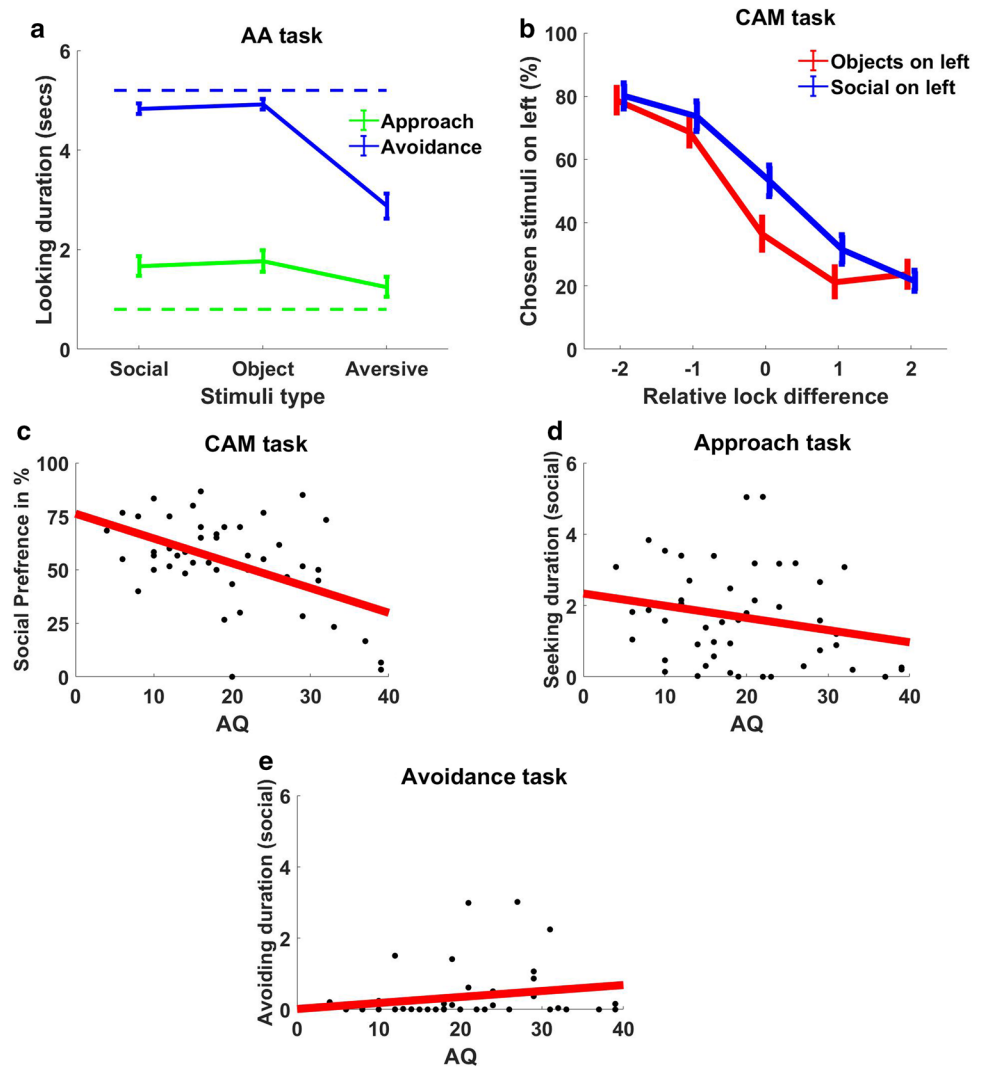 a
AA task
6
4
2
0
Looking duration (secs)
Approach
Avoidance
Social
Object
Aversive
Stimuli type
b
CAM task
100
80
60
40
20
0
Chosen stimuli on left (%)
Objects on left
Social on left
-2
-1
0
1
2
Relative lock difference
c
CAM task
100
75
50
25
0
Social Prefrence in %
0
10
20
30
40
AQ
d
Approach task
6
4
2
0
Seeking duration (social)
0
10
20
30
40
AQ
e
Avoidance task
6
4
2
0
Avoiding duration (social)
0
10
20
30
40
AQ